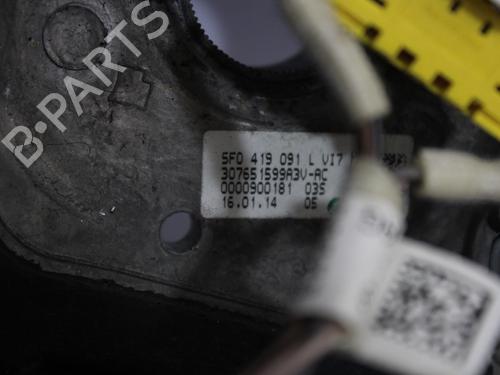 B-PARTS
5F0 419 091 L VI7
307651599A3V-AC
0000900181 035
16.01.14 05